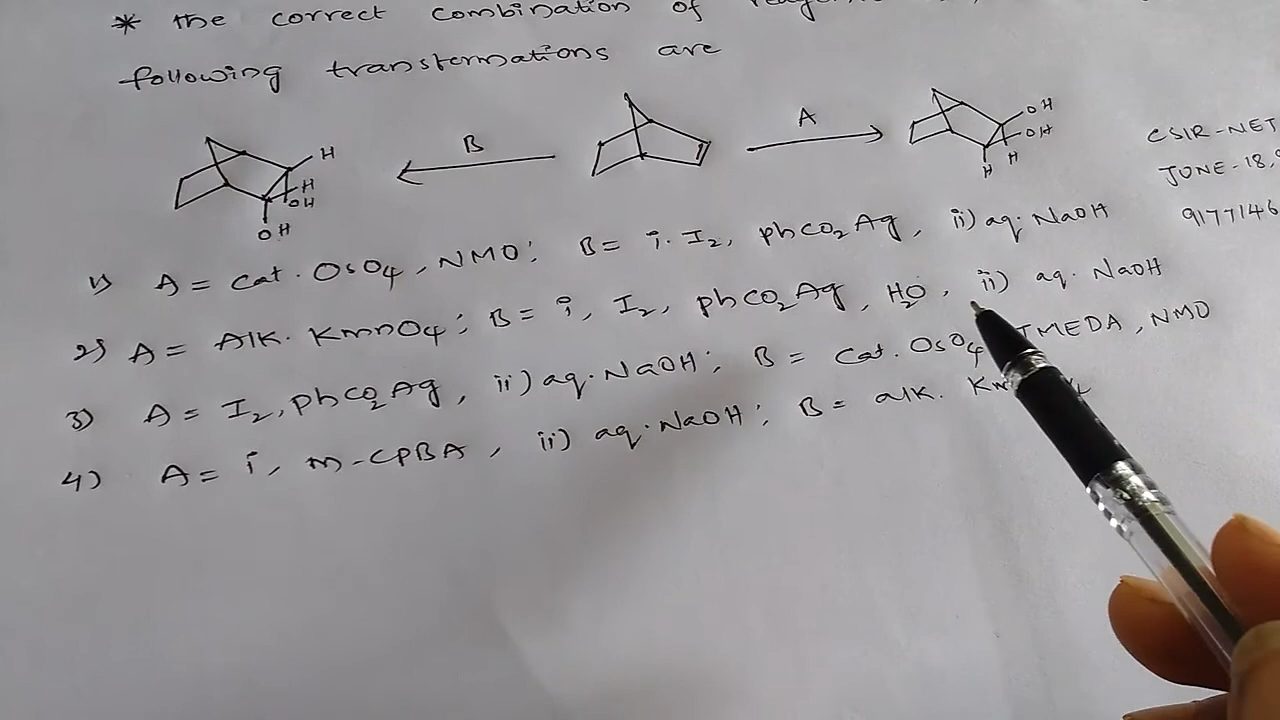 * the correct combination of
following transformations are
B
A
H
H
OH
OH
OH
OH
H
H
CSIR-NET
JUNE-18,
9177146
1) A = cat. OsO4, NMO; B = i. I2, phCO2Ag, ii) aq. NaOH
2) A = Alk. KmnO4; B = i, I2, phCO2Ag, H2O, ii) aq. NaOH
3) A = I2, phCO2Ag, ii) aq. NaOH; B = cat. OsO4 TMEDA, NMO
4) A = i, m-CPBA, ii) aq. NaOH; B = alk.